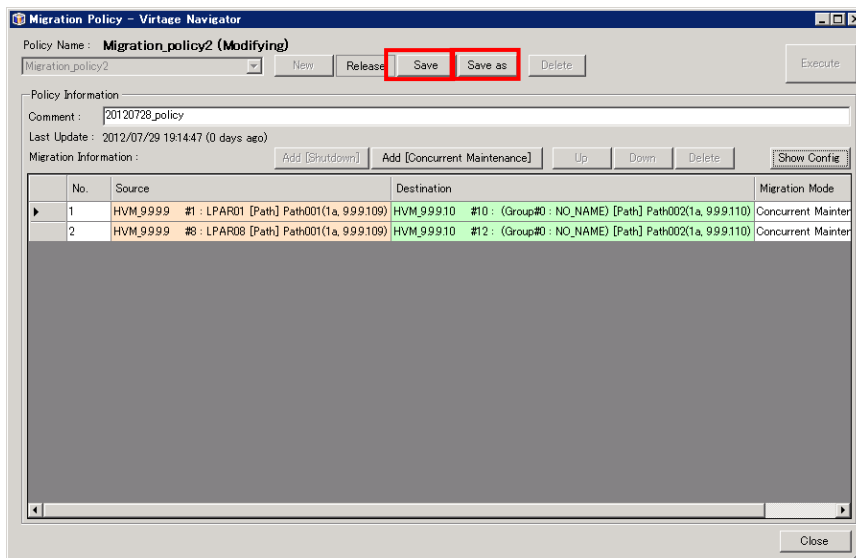 Migration Policy - Virtage Navigator
Policy Name : Migration_policy2 (Modifying)
Migration_policy2 New Release Save Save as Delete Execute
Policy Information
Comment : 20120728_policy
Last Update : 2012/07/29 19:14:47 (0 days ago)
Migration Information : Add [Shutdown] Add [Concurrent Maintenance] Up Down Delete Show Config
No. Source Destination Migration Mode
1 HVM_9.9.9.9 #1 : LPAR01 [Path] Path001(1a, 9.9.9.109) HVM_9.9.9.10 #10 : (Group#0 : NO_NAME) [Path] Path002(1a, 9.9.9.110) Concurrent Mainten
2 HVM_9.9.9.9 #8 : LPAR08 [Path] Path001(1a, 9.9.9.109) HVM_9.9.9.10 #12 : (Group#0 : NO_NAME) [Path] Path002(1a, 9.9.9.110) Concurrent Mainten
Close